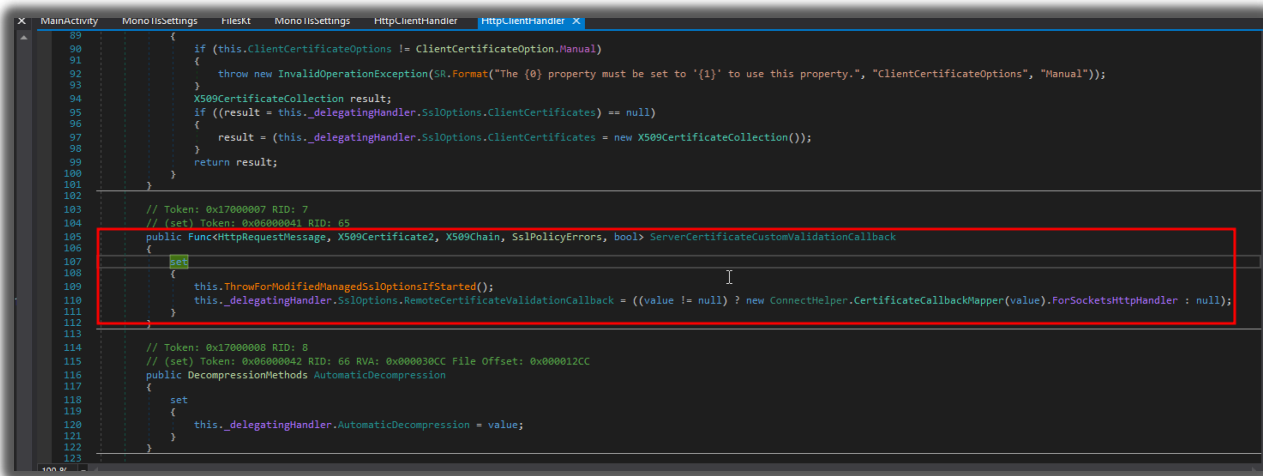 MainActivity MonoTlsSettings FilesKt MonoTlsSettings HttpClientHandler HttpClientHandler X
89 {
90 if (this.ClientCertificateOptions != ClientCertificateOption.Manual)
91 {
92 throw new InvalidOperationException(SR.Format("The {0} property must be set to '{1}' to use this property.", "ClientCertificateOptions", "Manual"));
93 }
94 X509CertificateCollection result;
95 if ((result = this._delegatingHandler.SslOptions.ClientCertificates) == null)
96 {
97 result = (this._delegatingHandler.SslOptions.ClientCertificates = new X509CertificateCollection());
98 }
99 return result;
100 }
101 }
102
103 // Token: 0x17000007 RID: 7
104 // (set) Token: 0x06000041 RID: 65
105 public Func<HttpRequestMessage, X509Certificate2, X509Chain, SslPolicyErrors, bool> ServerCertificateCustomValidationCallback
106 {
107 set
108 {
109 this.ThrowForModifiedManagedSslOptionsIfStarted();
110 this._delegatingHandler.SslOptions.RemoteCertificateValidationCallback = ((value != null) ? new ConnectHelper.CertificateCallbackMapper(value).ForSocketsHttpHandler : null);
111 }
112 }
113
114 // Token: 0x17000008 RID: 8
115 // (set) Token: 0x06000042 RID: 66 RVA: 0x000030CC File Offset: 0x000012CC
116 public DecompressionMethods AutomaticDecompression
117 {
118 set
119 {
120 this._delegatingHandler.AutomaticDecompression = value;
121 }
122 }
123
100 %